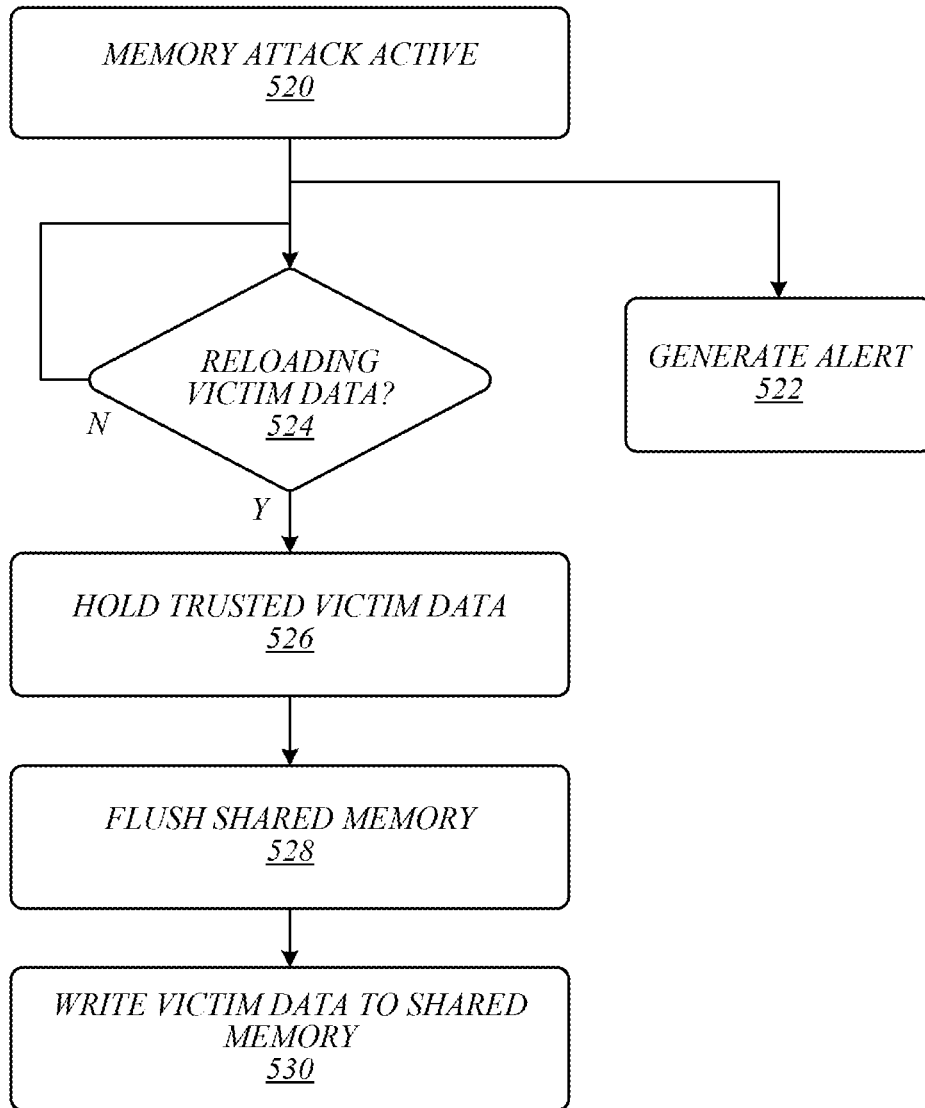 MEMORY ATTACK ACTIVE
520
RELOADING
VICTIM DATA?
524
N
Y
GENERATE ALERT
522
HOLD TRUSTED VICTIM DATA
526
FLUSH SHARED MEMORY
528
WRITE VICTIM DATA TO SHARED
MEMORY
530